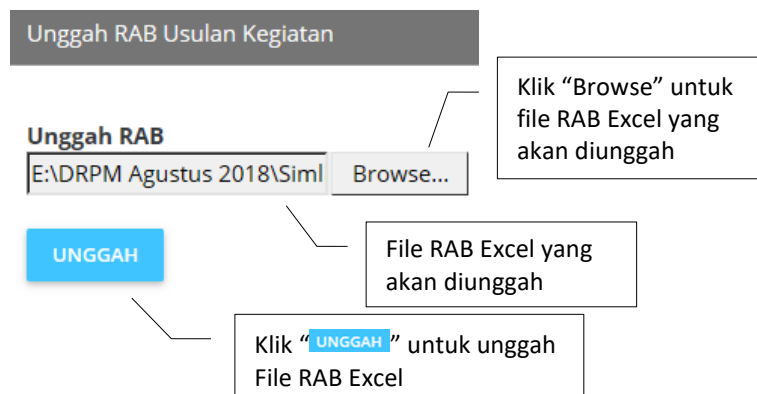 Unggah RAB Usulan Kegiatan
Klik “Browse” untuk
file RAB Excel yang
akan diunggah
Unggah RAB
E:\DRPM Agustus 2018\Siml
Browse...
UNGGAH
File RAB Excel yang
akan diunggah
Klik “UNGGAH” untuk unggah
File RAB Excel